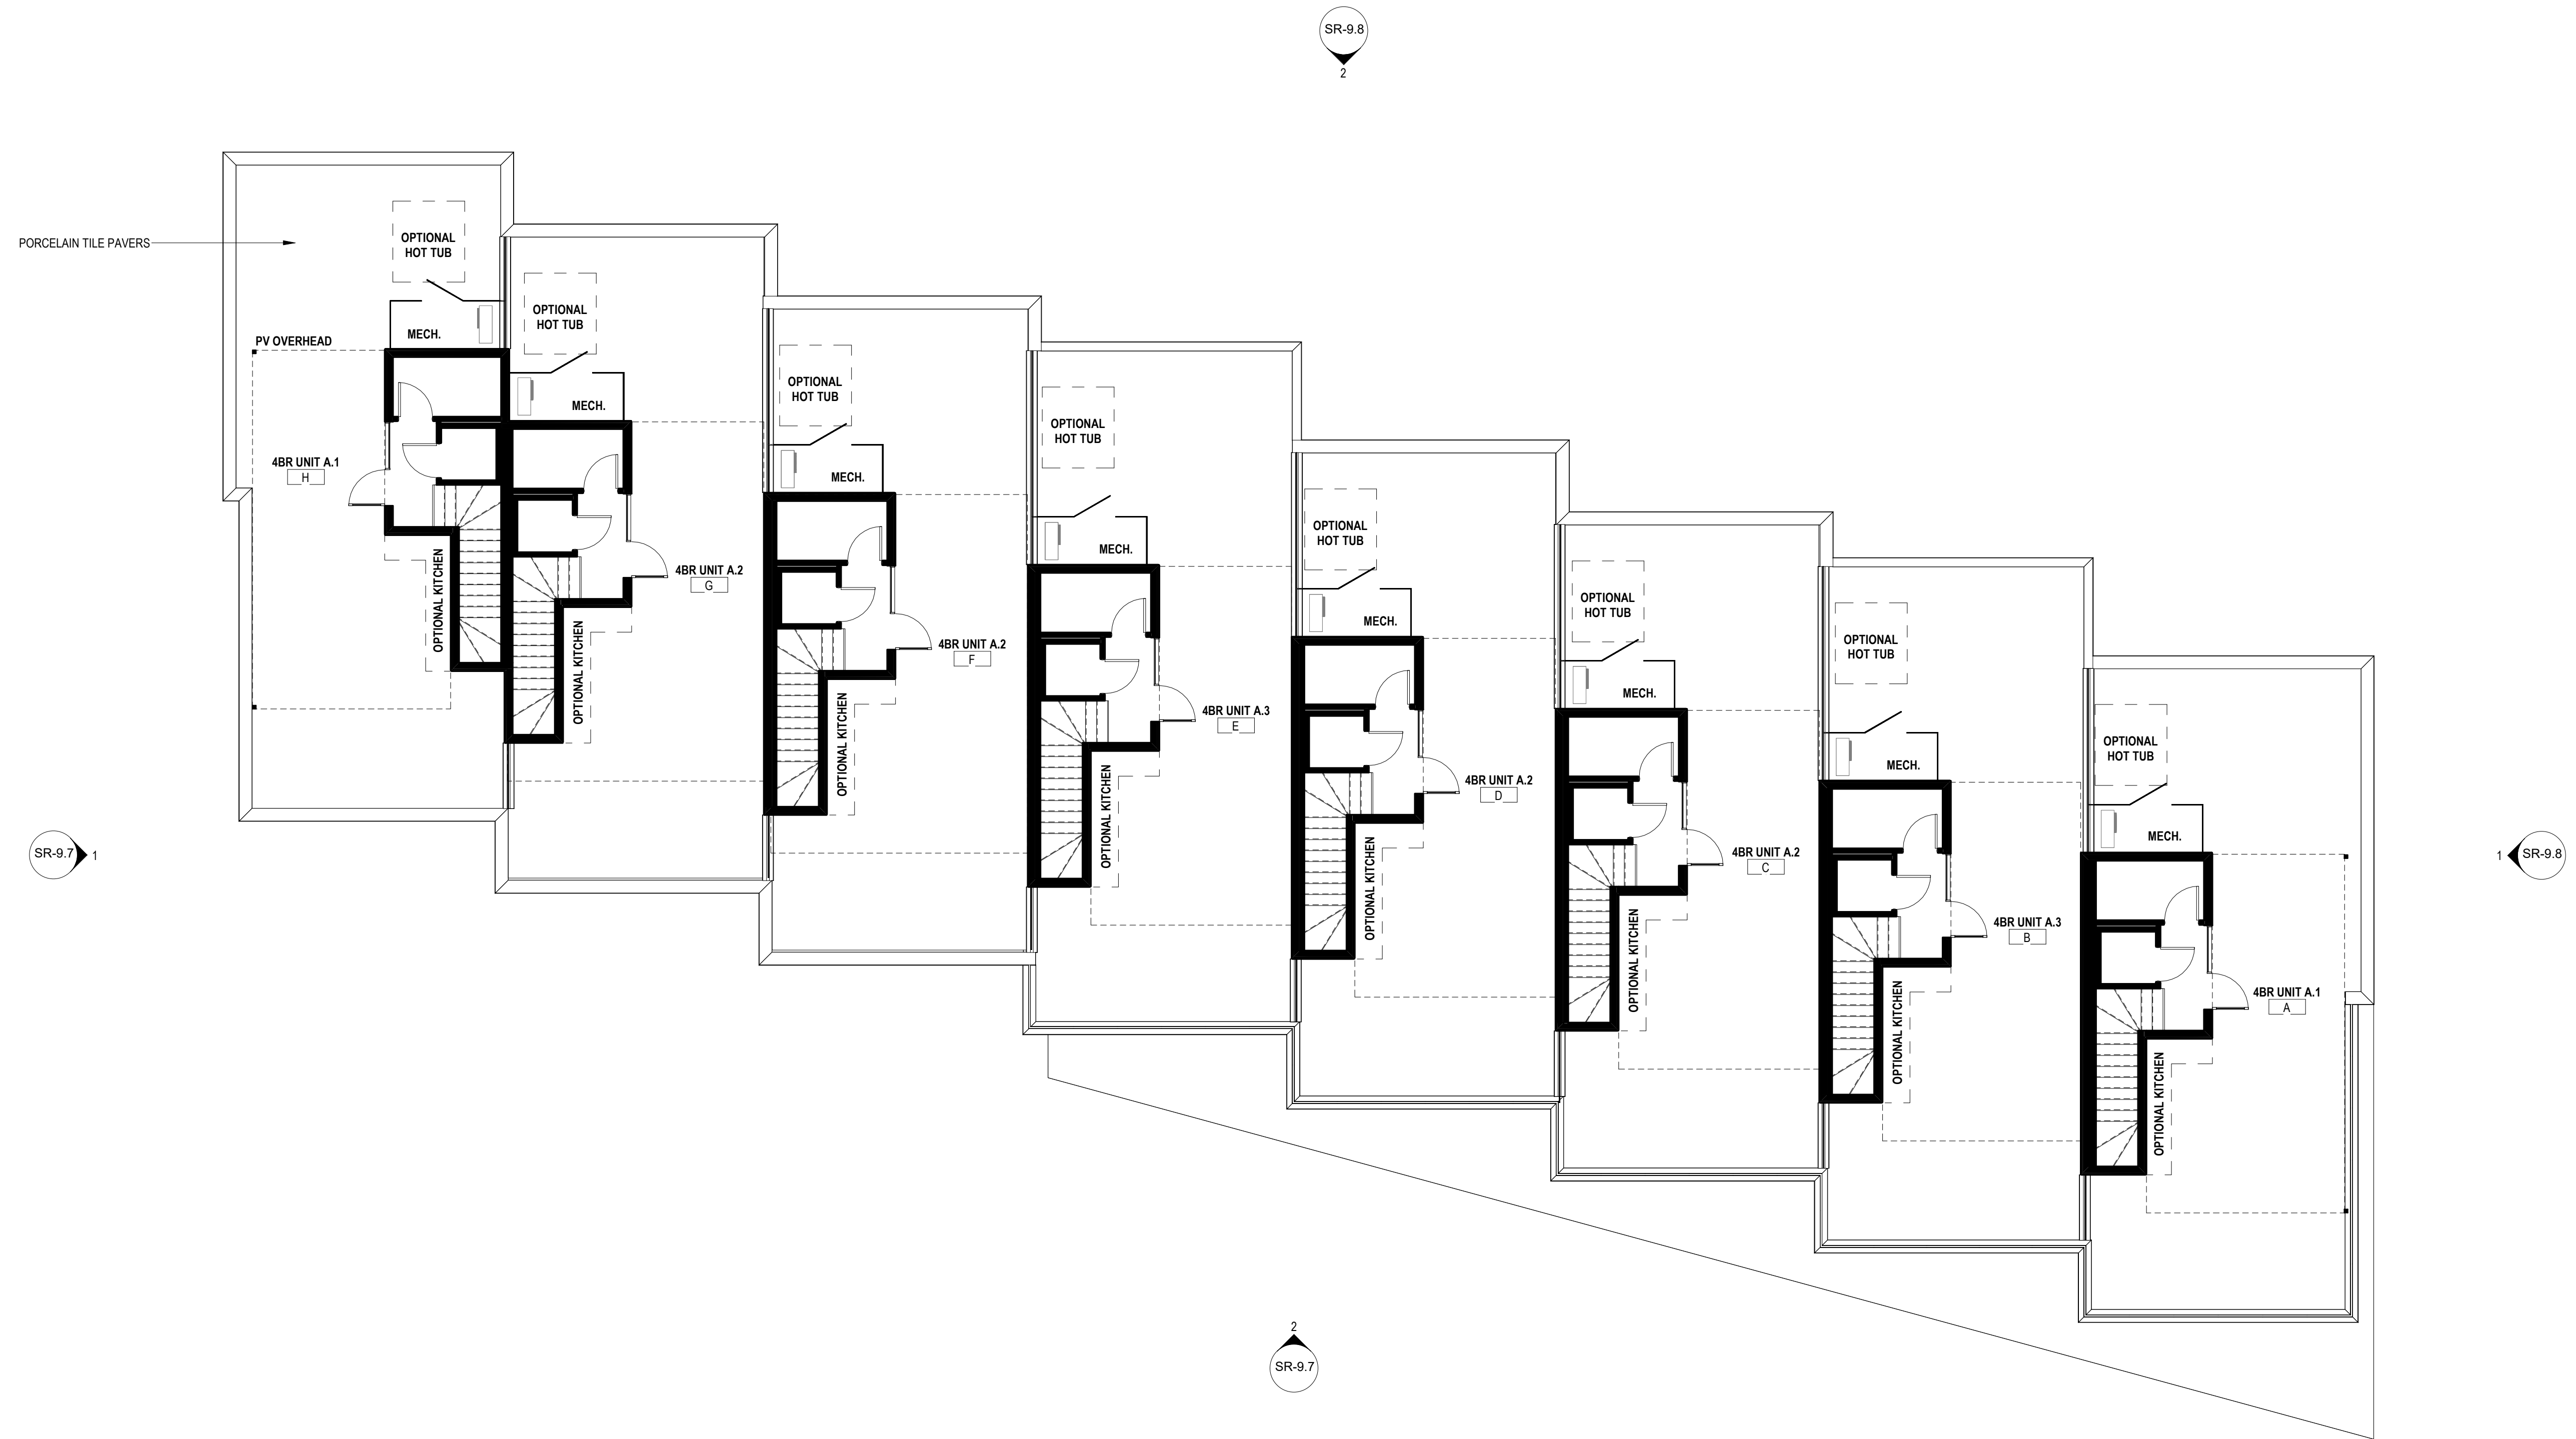 SR-9.8
2
PORCELAIN TILE PAVERS
OPTIONAL
HOT TUB
MECH.
PV OVERHEAD
4BR UNIT A.1
H
OPTIONAL KITCHEN
OPTIONAL
HOT TUB
MECH.
4BR UNIT A.2
G
OPTIONAL KITCHEN
OPTIONAL
HOT TUB
MECH.
4BR UNIT A.2
F
OPTIONAL KITCHEN
OPTIONAL
HOT TUB
MECH.
4BR UNIT A.3
E
OPTIONAL KITCHEN
OPTIONAL
HOT TUB
MECH.
4BR UNIT A.2
D
OPTIONAL KITCHEN
OPTIONAL
HOT TUB
MECH.
4BR UNIT A.2
C
OPTIONAL KITCHEN
OPTIONAL
HOT TUB
MECH.
4BR UNIT A.3
B
OPTIONAL KITCHEN
OPTIONAL
HOT TUB
MECH.
4BR UNIT A.1
A
OPTIONAL KITCHEN
SR-9.7 1
1 SR-9.8
2
SR-9.7